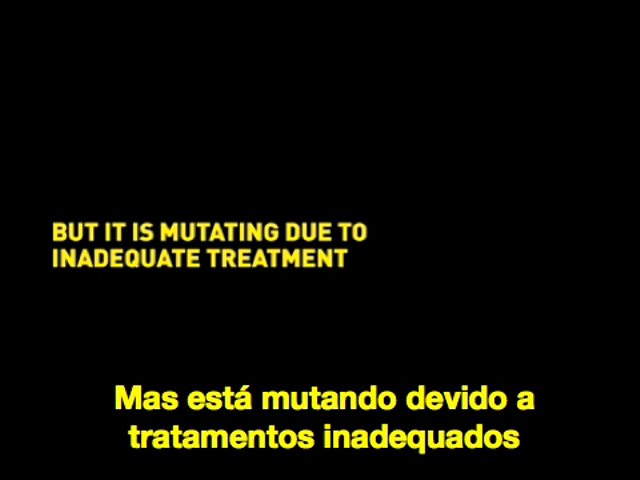 BUT IT IS MUTATING DUE TO
INADEQUATE TREATMENT
Mas está mutando devido a
tratamentos inadequados